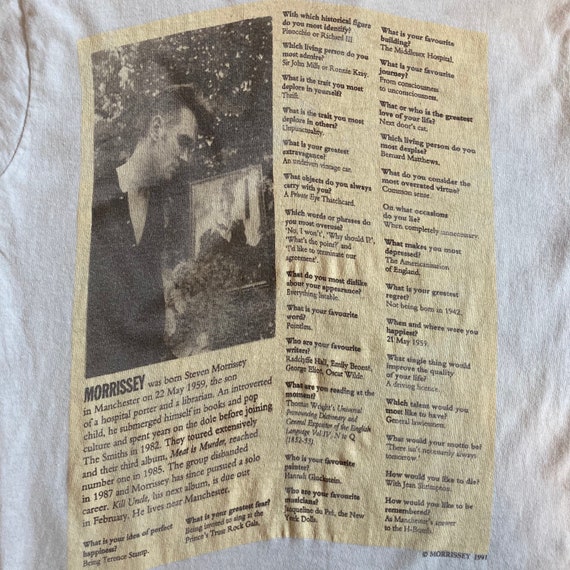 MORRISSEY was born Steven Morrissey
in Manchester on 22 May 1959, the son
of a hospital porter and a librarian. An introverted
child, he submerged himself in books and pop
culture and spent years on the dole before joining
The Smiths in 1982. They toured extensively
and their third album, Meat is Murder, reached
number one in 1985. The group disbanded
in 1987 and Morrissey has since pursued a solo
career. Kill Uncle, his next album, is due out
in February. He lives near Manchester.
What is your idea of perfect
happiness?
Being Terence Stamp.
What is your greatest fear?
Being invited to sing at the
Prince's Trust Rock Gala.
With which historical figure
do you most identify?
Pinocchio or Richard III.
Which living person do you
most admire?
Sir John Mills or Ronnie Kray.
What is the trait you most
deplore in yourself?
Thrift.
What is the trait you most
deplore in others?
Unpunctuality.
What is your greatest
extravagance?
An undriven vintage car.
What objects do you always
carry with you?
A Private Eye Thatchcard.
Which words or phrases do
you most overuse?
'No, I won't', 'Why should I?',
'What's the point?' and
'I'd like to terminate our
agreement'.
What do you most dislike
about your appearance?
Everything listable.
What is your favourite
word?
Pointless.
Who are your favourite
writers?
Radclyffe Hall, Emily Bronte,
George Eliot, Oscar Wilde.
What are you reading at the
moment?
Thomas Wright's Universal
Pronouncing Dictionary and
General Exposition of the English
Language Vol IV: N to Q
(1852-55).
Who is your favourite
painter?
Hannah Gluckstein.
Who are your favourite
musicians?
Jacqueline du Pré, the New
York Dolls.
What is your favourite
building?
The Middlesex Hospital.
What is your favourite
journey?
From consciousness
to unconsciousness.
What or who is the greatest
love of your life?
Next door's cat.
Which living person do you
most despise?
Bernard Matthews.
What do you consider the
most overrated virtue?
Common sense.
On what occasions
do you lie?
When completely unnecessary.
What makes you most
depressed?
The Americanisation
of England.
What is your greatest
regret?
Not being born in 1942.
When and where were you
happiest?
21 May 1959.
What single thing would
improve the quality
of your life?
A driving licence.
Which talent would you
most like to have?
General lawlessness.
What would your motto be?
'There isn't necessarily always
tomorrow.'
How would you like to die?
With Jean
How would you like to be
remembered?
As Manchester's answer
to the H-Bomb.
© MORRISSEY 1991